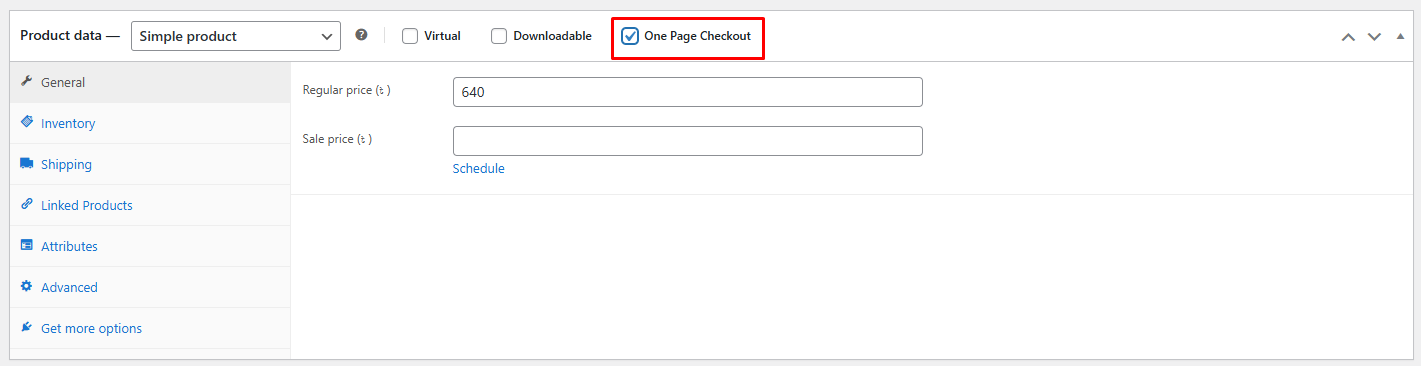 Product data — Simple product ? Virtual Downloadable One Page Checkout
General
Regular price (৳ )
640
Inventory
Sale price (৳ )
Shipping
Schedule
Linked Products
Attributes
Advanced
Get more options